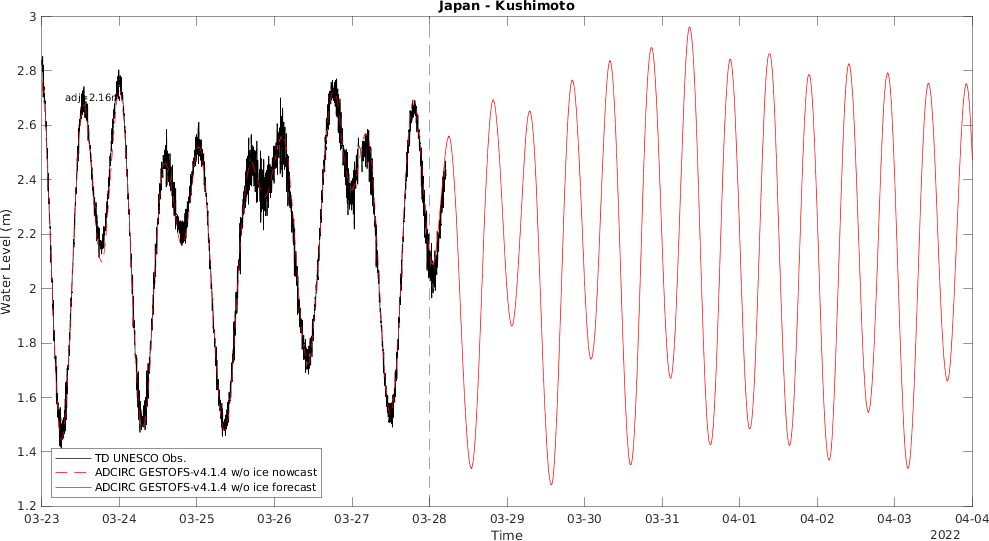 Japan - Kushimoto
Water Level (m)
3
2.8
2.6
2.4
2.2
2
1.8
1.6
1.4
1.2
adj=2.16m
TD UNESCO Obs.
ADCIRC GESTOFS-v4.1.4 w/o ice nowcast
ADCIRC GESTOFS-v4.1.4 w/o ice forecast
03-23 03-24 03-25 03-26 03-27 03-28 03-29 03-30 03-31 04-01 04-02 04-03 04-04
Time
2022